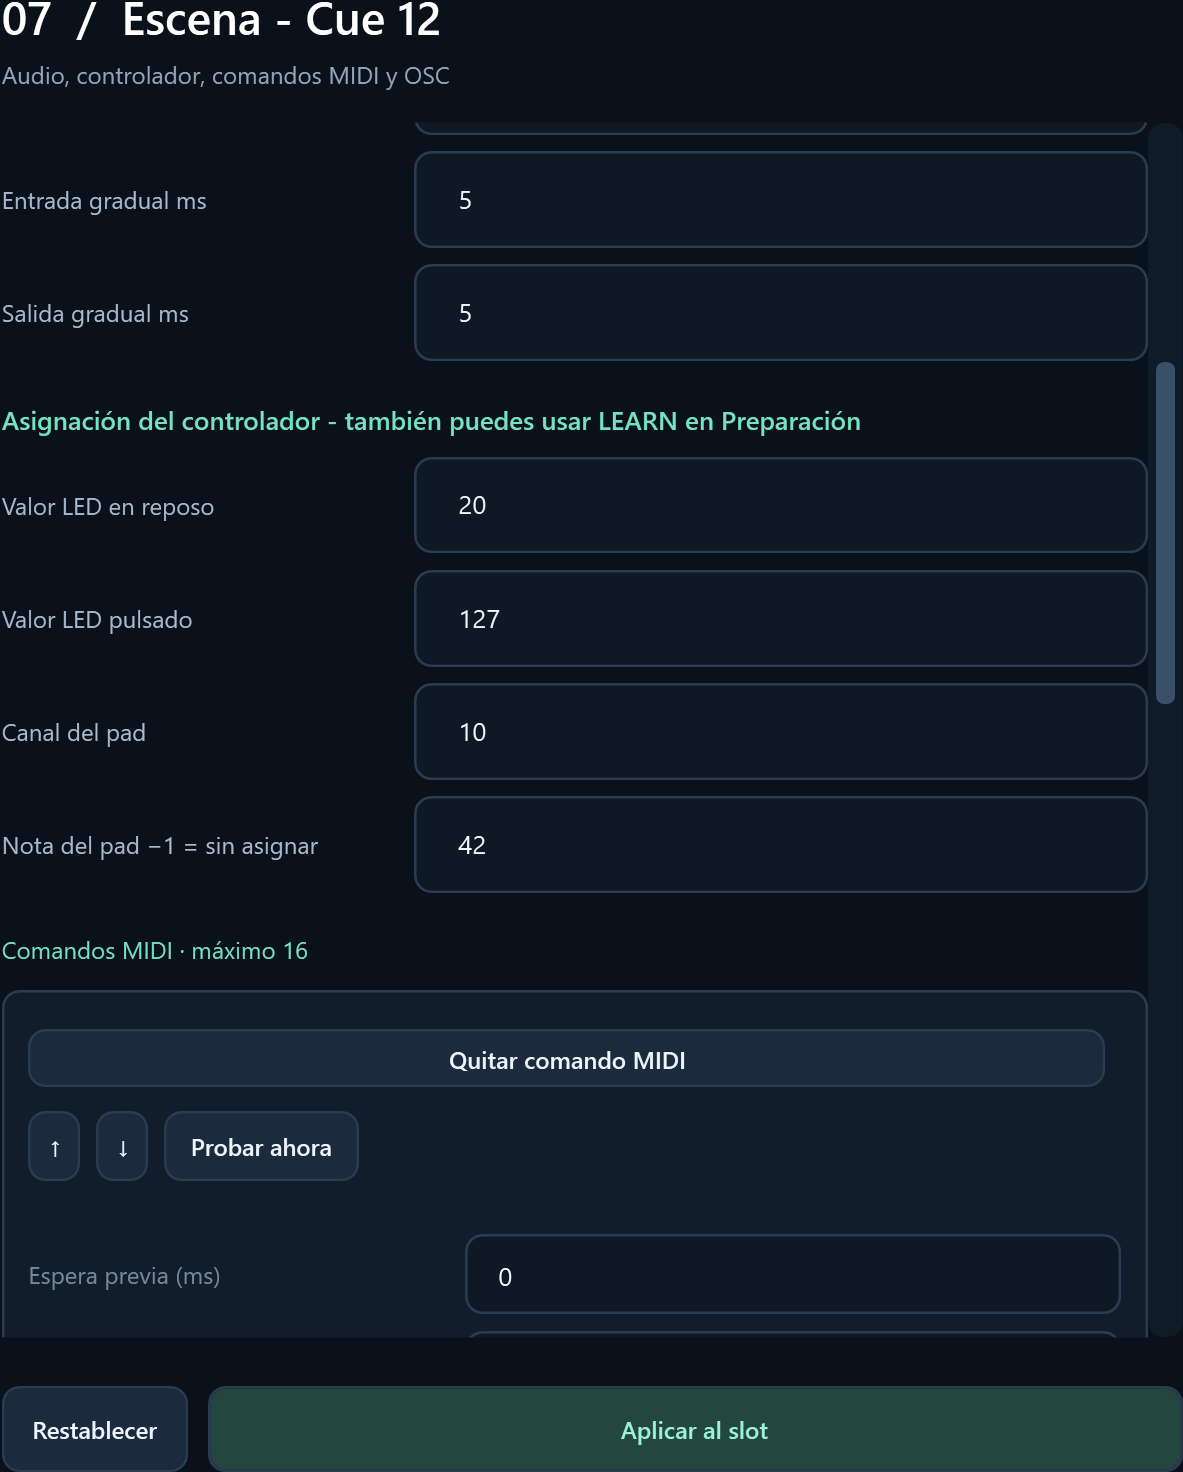 07 / Escena - Cue 12
Audio, controlador, comandos MIDI y OSC
Entrada gradual ms 5
Salida gradual ms 5
Asignación del controlador - también puedes usar LEARN en Preparación
Valor LED en reposo 20
Valor LED pulsado 127
Canal del pad 10
Nota del pad −1 = sin asignar 42
Comandos MIDI · máximo 16
Quitar comando MIDI
↑ ↓ Probar ahora
Espera previa (ms) 0
Restablecer Aplicar al slot